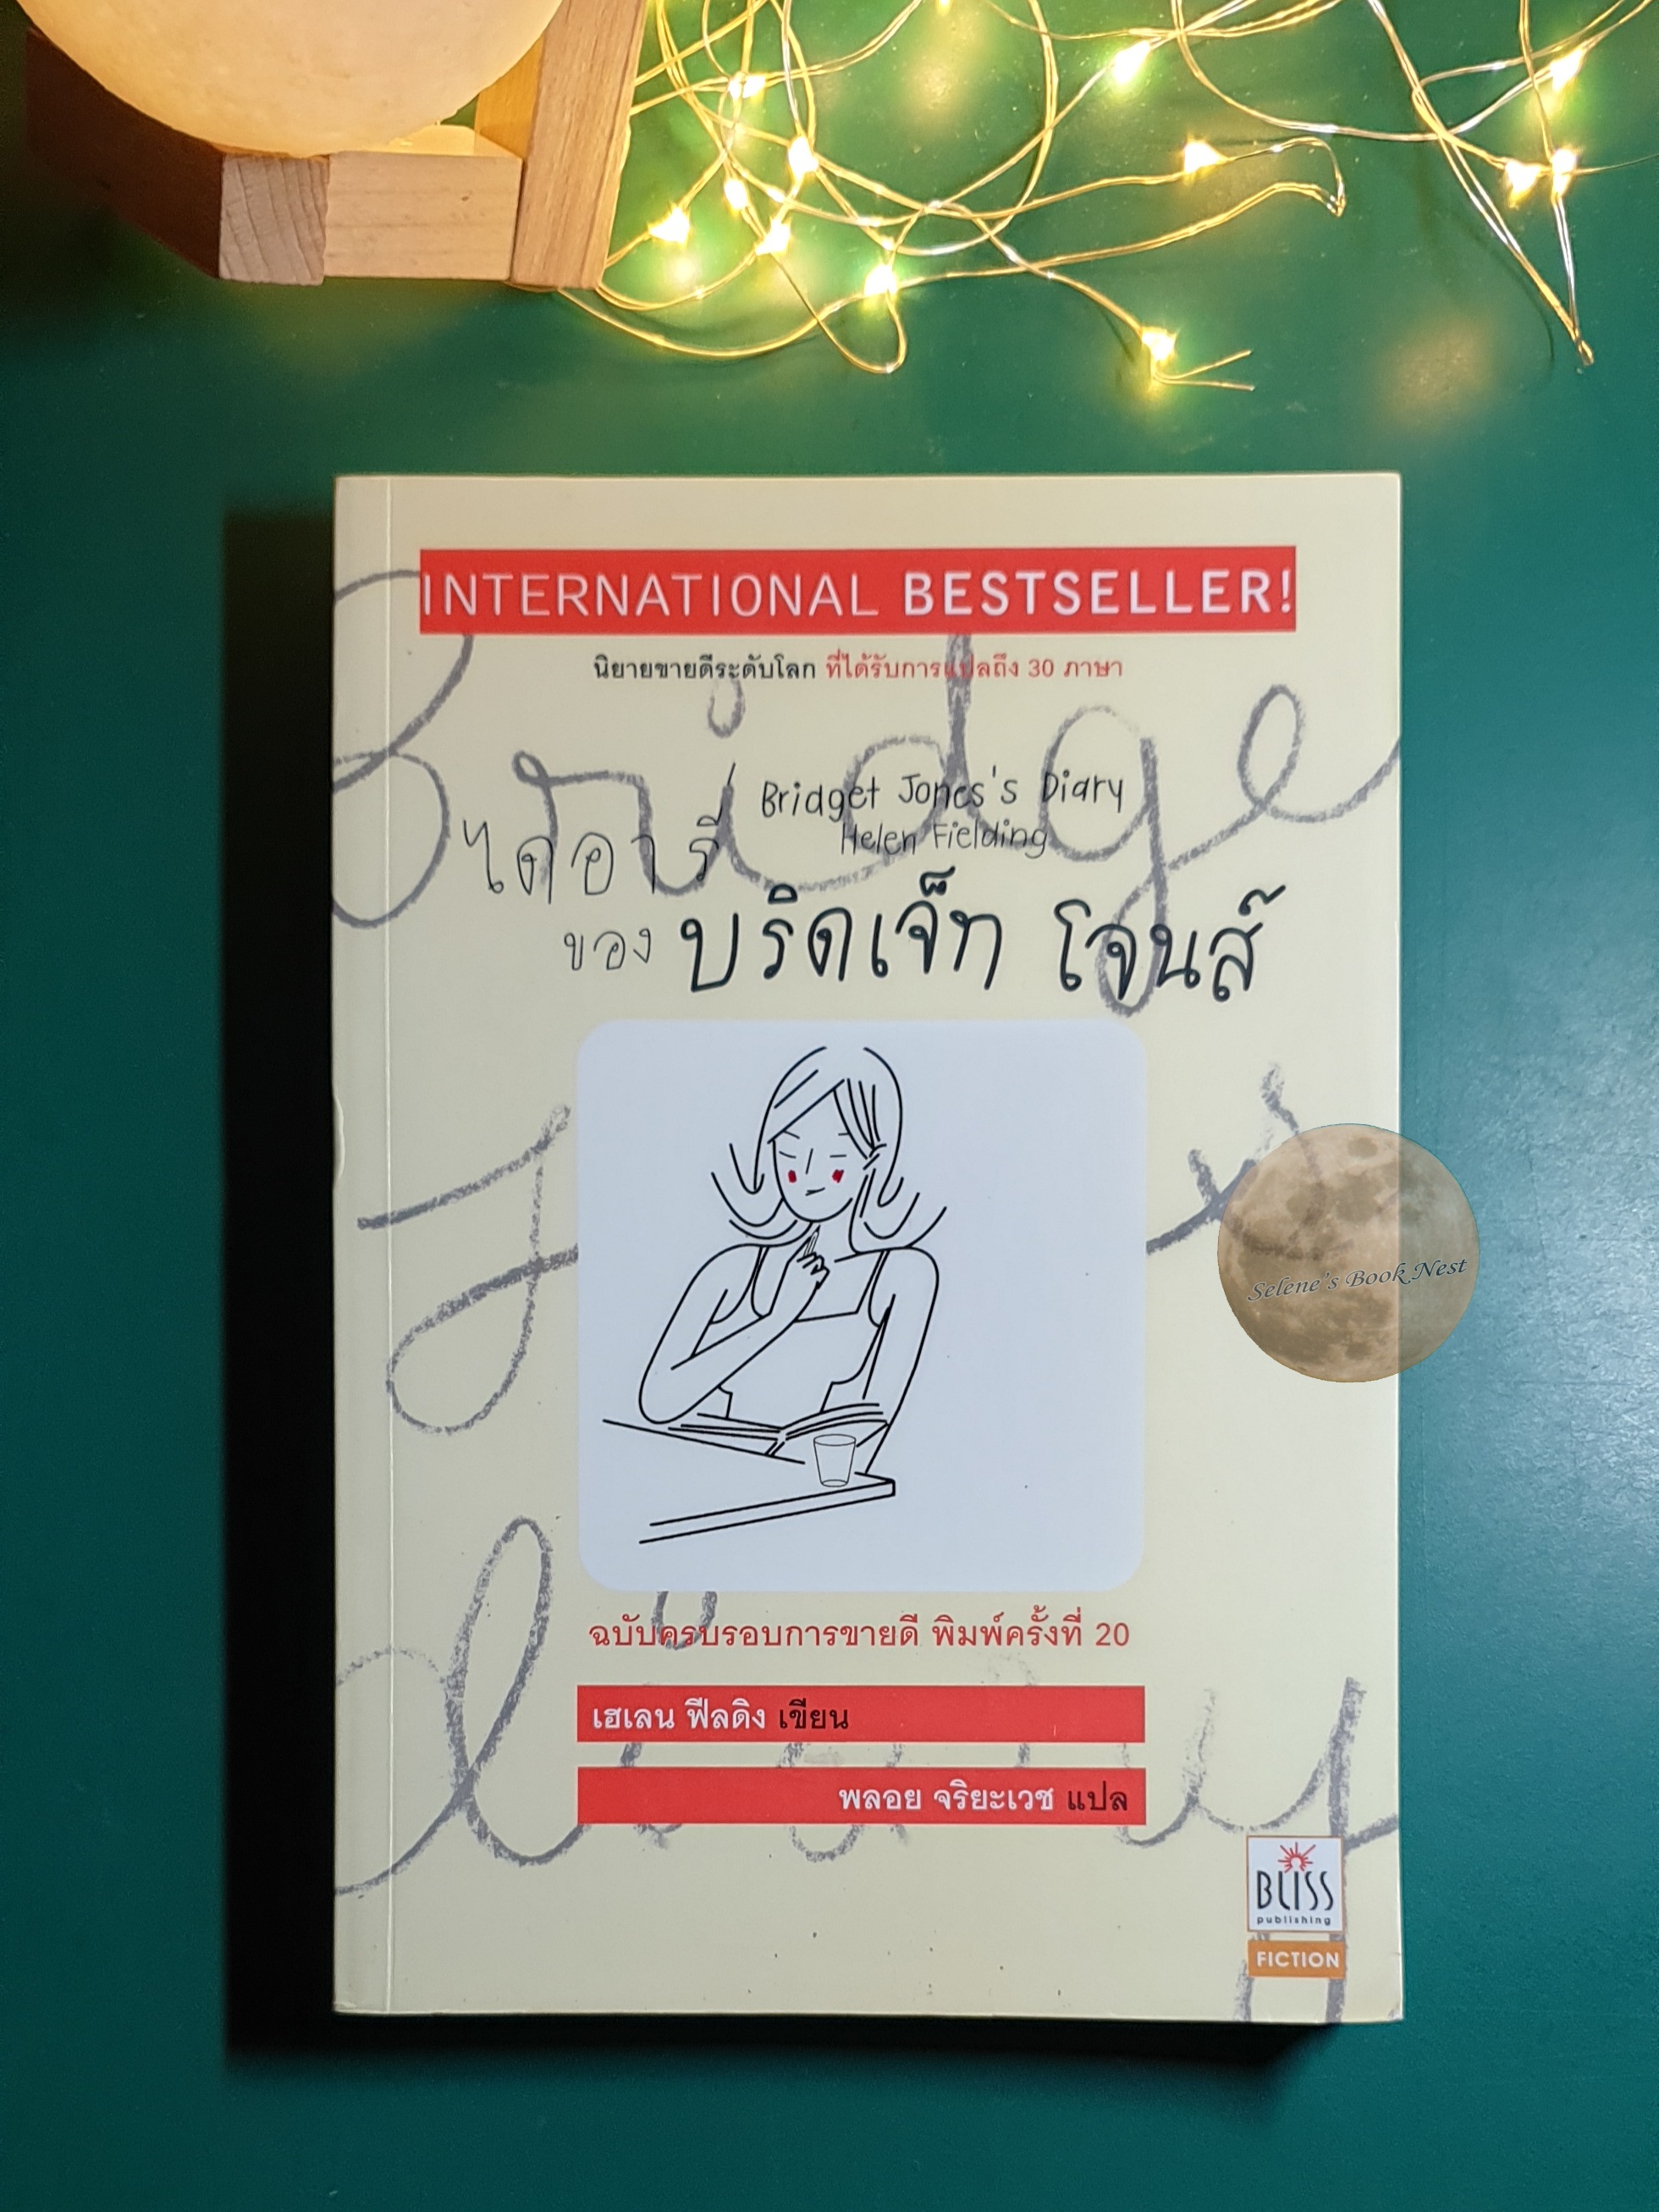 INTERNATIONAL BESTSELLER!
นิยายขายดีระดับโลก ที่ได้รับการแปลถึง 30 ภาษา
Bridget Jones's Diary
Helen Fielding
ไดอารี่
ของ บริดเจ็ท โจนส์
Bridget
Jones's
diary
Selene's Book Nest
ฉบับครบรอบการขายดี พิมพ์ครั้งที่ 20
เฮเลน ฟีลดิง เขียน
พลอย จริยะเวช แปล
BLISS
publishing
FICTION